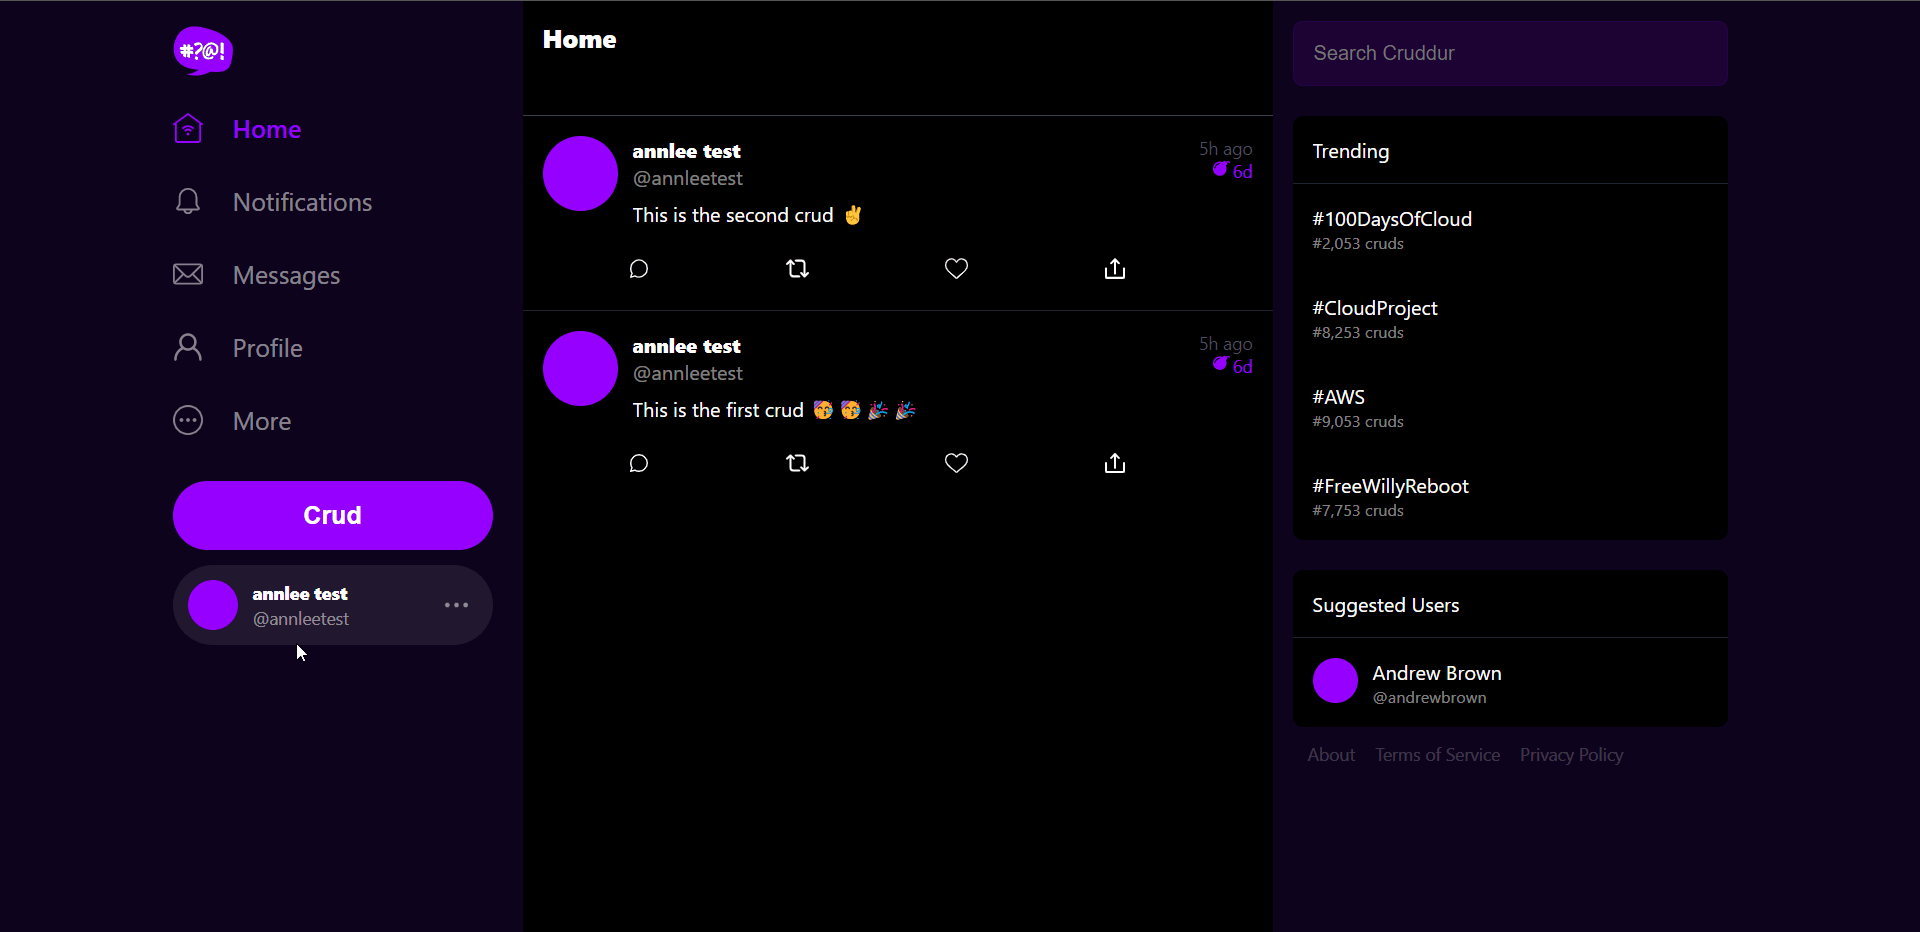 #?@!
Home
Notifications
Messages
Profile
More
Crud
annlee test
@annleetest
Home
annlee test
5h ago
@annleetest
6d
This is the second crud ✌️
annlee test
5h ago
@annleetest
6d
This is the first crud 🥳 🥳 🎉 🎉
Search Cruddur
Trending
#100DaysOfCloud
#2,053 cruds
#CloudProject
#8,253 cruds
#AWS
#9,053 cruds
#FreeWillyReboot
#7,753 cruds
Suggested Users
Andrew Brown
@andrewbrown
About Terms of Service Privacy Policy